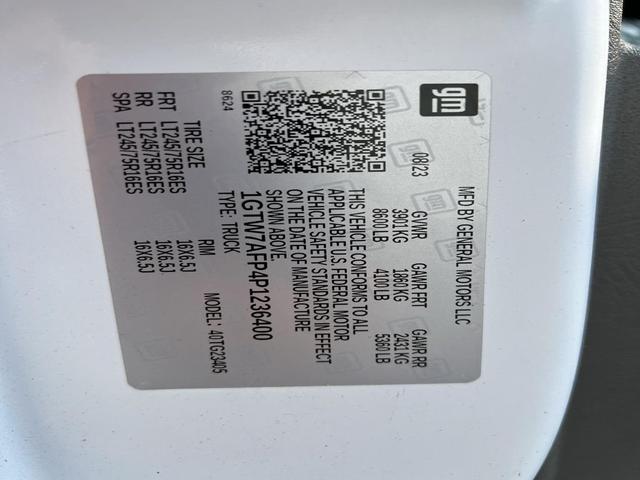 gm
MFD BY GENERAL MOTORS LLC
08/23 GVWR GAWR FRT GAWR RR
3901 KG 1860 KG 2431 KG
8600 LB 4100 LB 5360 LB
THIS VEHICLE CONFORMS TO ALL
APPLICABLE U.S. FEDERAL MOTOR
VEHICLE SAFETY STANDARDS IN EFFECT
ON THE DATE OF MANUFACTURE
SHOWN ABOVE.
1GTW7AFP4P1236400
TYPE: TRUCK
8624 MODEL: 40TG23405
TIRE SIZE RIM
FRT LT245/75R16ES 16X6.5J
RR LT245/75R16ES 16X6.5J
SPA LT245/75R16ES 16X6.5J